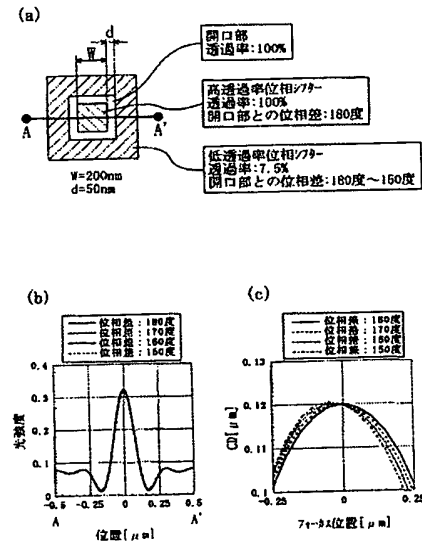 (a)
d
W
開口部
透過率:100%
高透過率位相シフター
透過率:100%
開口部との位相差:180度
A
A'
低透過率位相シフター
透過率:7.5%
開口部との位相差:180度~150度
W=200nm
d=50nm
(b)
位相差:180度
位相差:170度
位相差:160度
位相差:150度
0.4
0.3
0.2
0.1
0
光強度
-0.5
-0.25
0
0.25
0.5
A
A'
位置[μm]
(c)
位相差:180度
位相差:170度
位相差:160度
位相差:150度
0.13
0.12
0.11
0.1
CD[μm]
-0.25
0
0.25
フォーカス位置[μm]